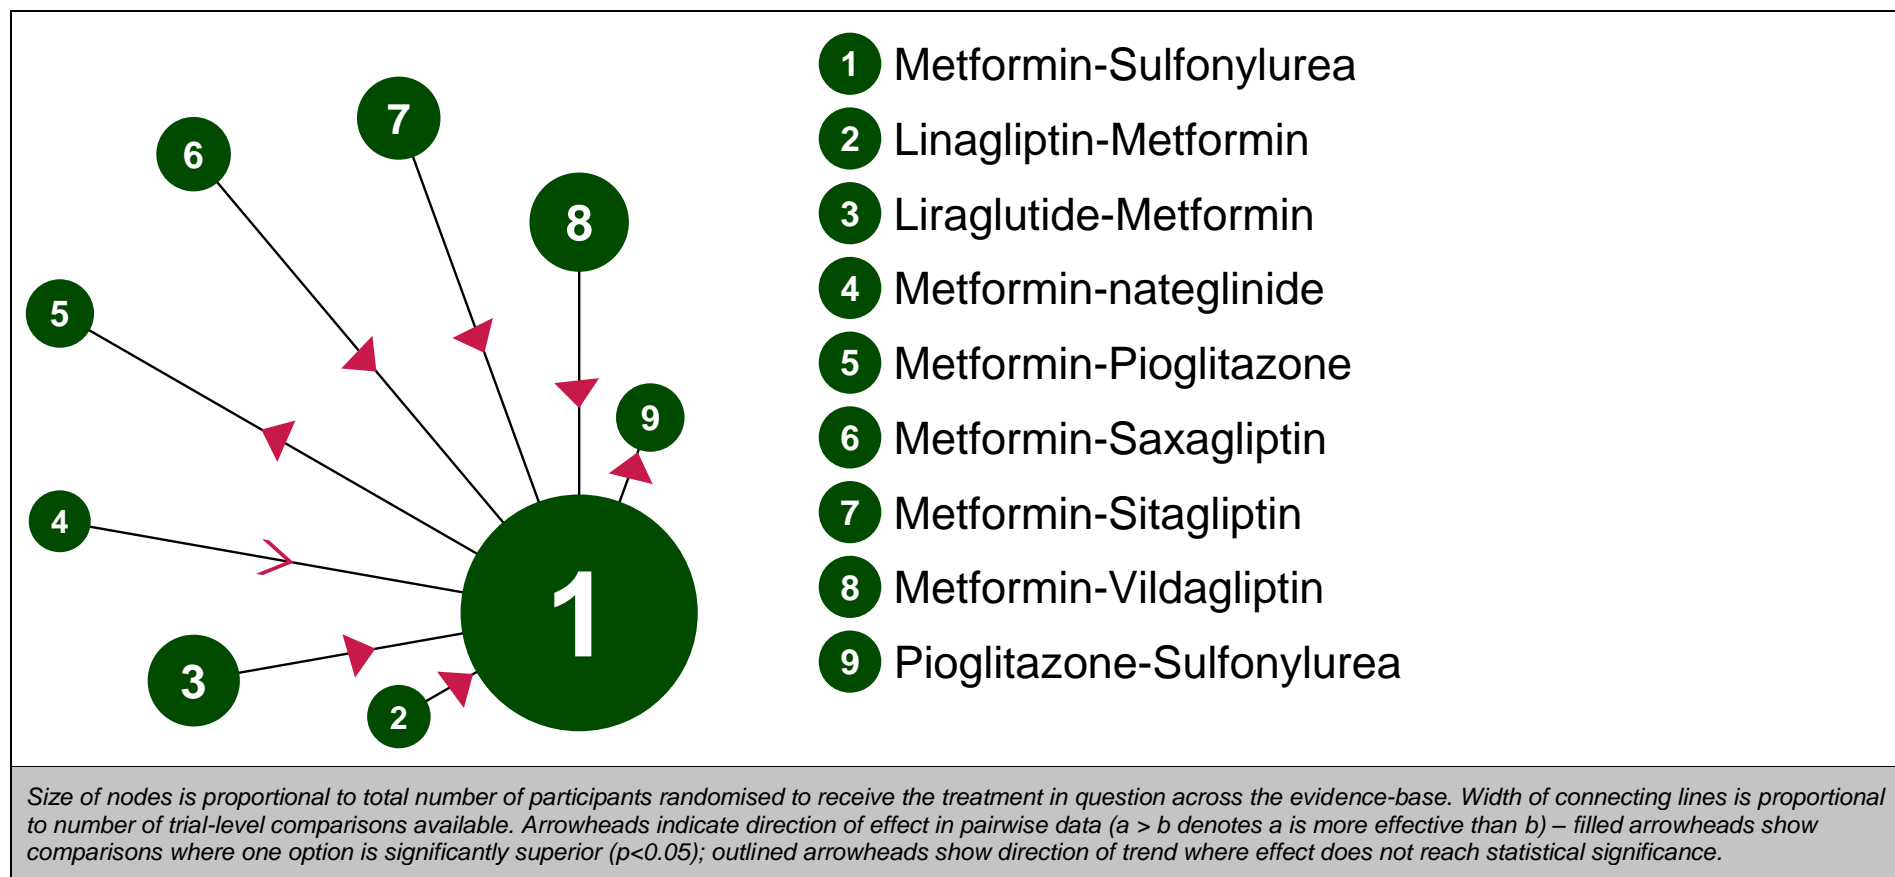 7
6
8
5
9
4
1
3
2
1 Metformin-Sulfonylurea
2 Linagliptin-Metformin
3 Liraglutide-Metformin
4 Metformin-nateglinide
5 Metformin-Pioglitazone
6 Metformin-Saxagliptin
7 Metformin-Sitagliptin
8 Metformin-Vildagliptin
9 Pioglitazone-Sulfonylurea
Size of nodes is proportional to total number of participants randomised to receive the treatment in question across the evidence-base. Width of connecting lines is proportional
to number of trial-level comparisons available. Arrowheads indicate direction of effect in pairwise data (a > b denotes a is more effective than b) – filled arrowheads show
comparisons where one option is significantly superior (p<0.05); outlined arrowheads show direction of trend where effect does not reach statistical significance.